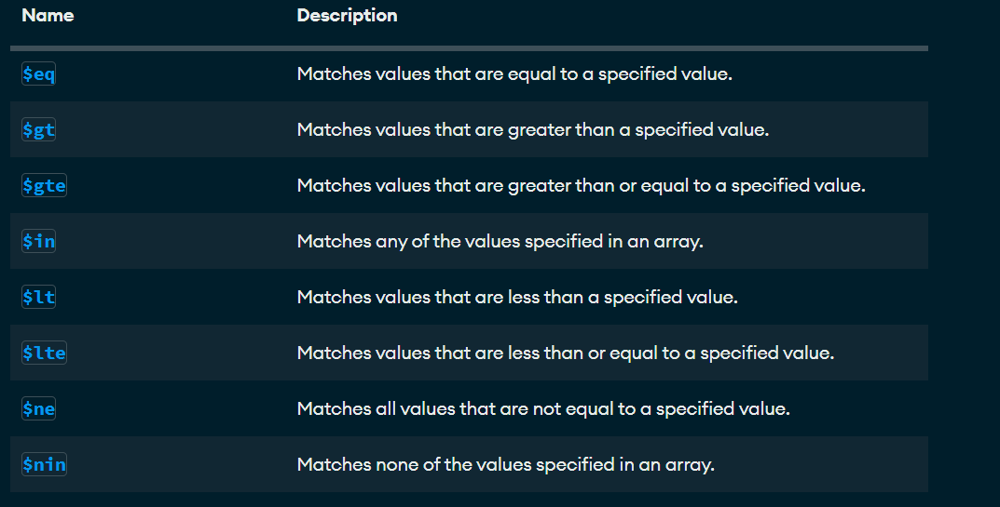 Name Description
$eq Matches values that are equal to a specified value.
$gt Matches values that are greater than a specified value.
$gte Matches values that are greater than or equal to a specified value.
$in Matches any of the values specified in an array.
$lt Matches values that are less than a specified value.
$lte Matches values that are less than or equal to a specified value.
$ne Matches all values that are not equal to a specified value.
$nin Matches none of the values specified in an array.